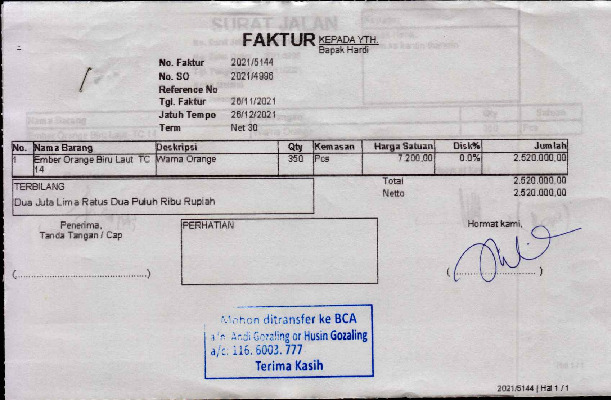 FAKTUR
KEPADA YTH.
Bapak Hardi
No. Faktur 2021/5144
No. SO 2021/4996
Reference No
Tgl. Faktur 26/11/2021
Jatuh Tempo 26/12/2021
Term Net 30
No. Nama Barang Deskripsi Qty Kemasan Harga Satuan Disk% Jumlah
1 Ember Orange Biru Laut TC Warna Orange 350 Pcs 7.200,00 0.0% 2.520.000,00
14
Total 2.520.000,00
TERBILANG
Netto 2.520.000,00
Dua Juta Lima Ratus Dua Puluh Ribu Rupiah
Penerima, PERHATIAN Hormat kami,
Tanda Tangan / Cap
(........................................) (........................)
Mohon ditransfer ke BCA
a/n. Andi Gozaling or Husin Gozaling
a/c: 116. 6003. 777
Terima Kasih
2021/5144 | Hal 1 / 1